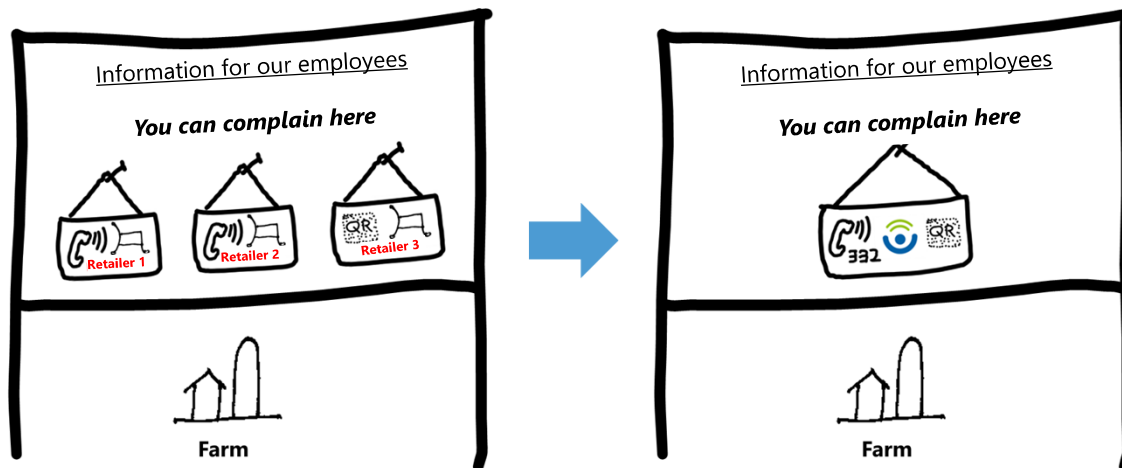 Information for our employees
You can complain here
Retailer 1
Retailer 2
QR
Retailer 3
Farm
Information for our employees
You can complain here
332
QR
Farm